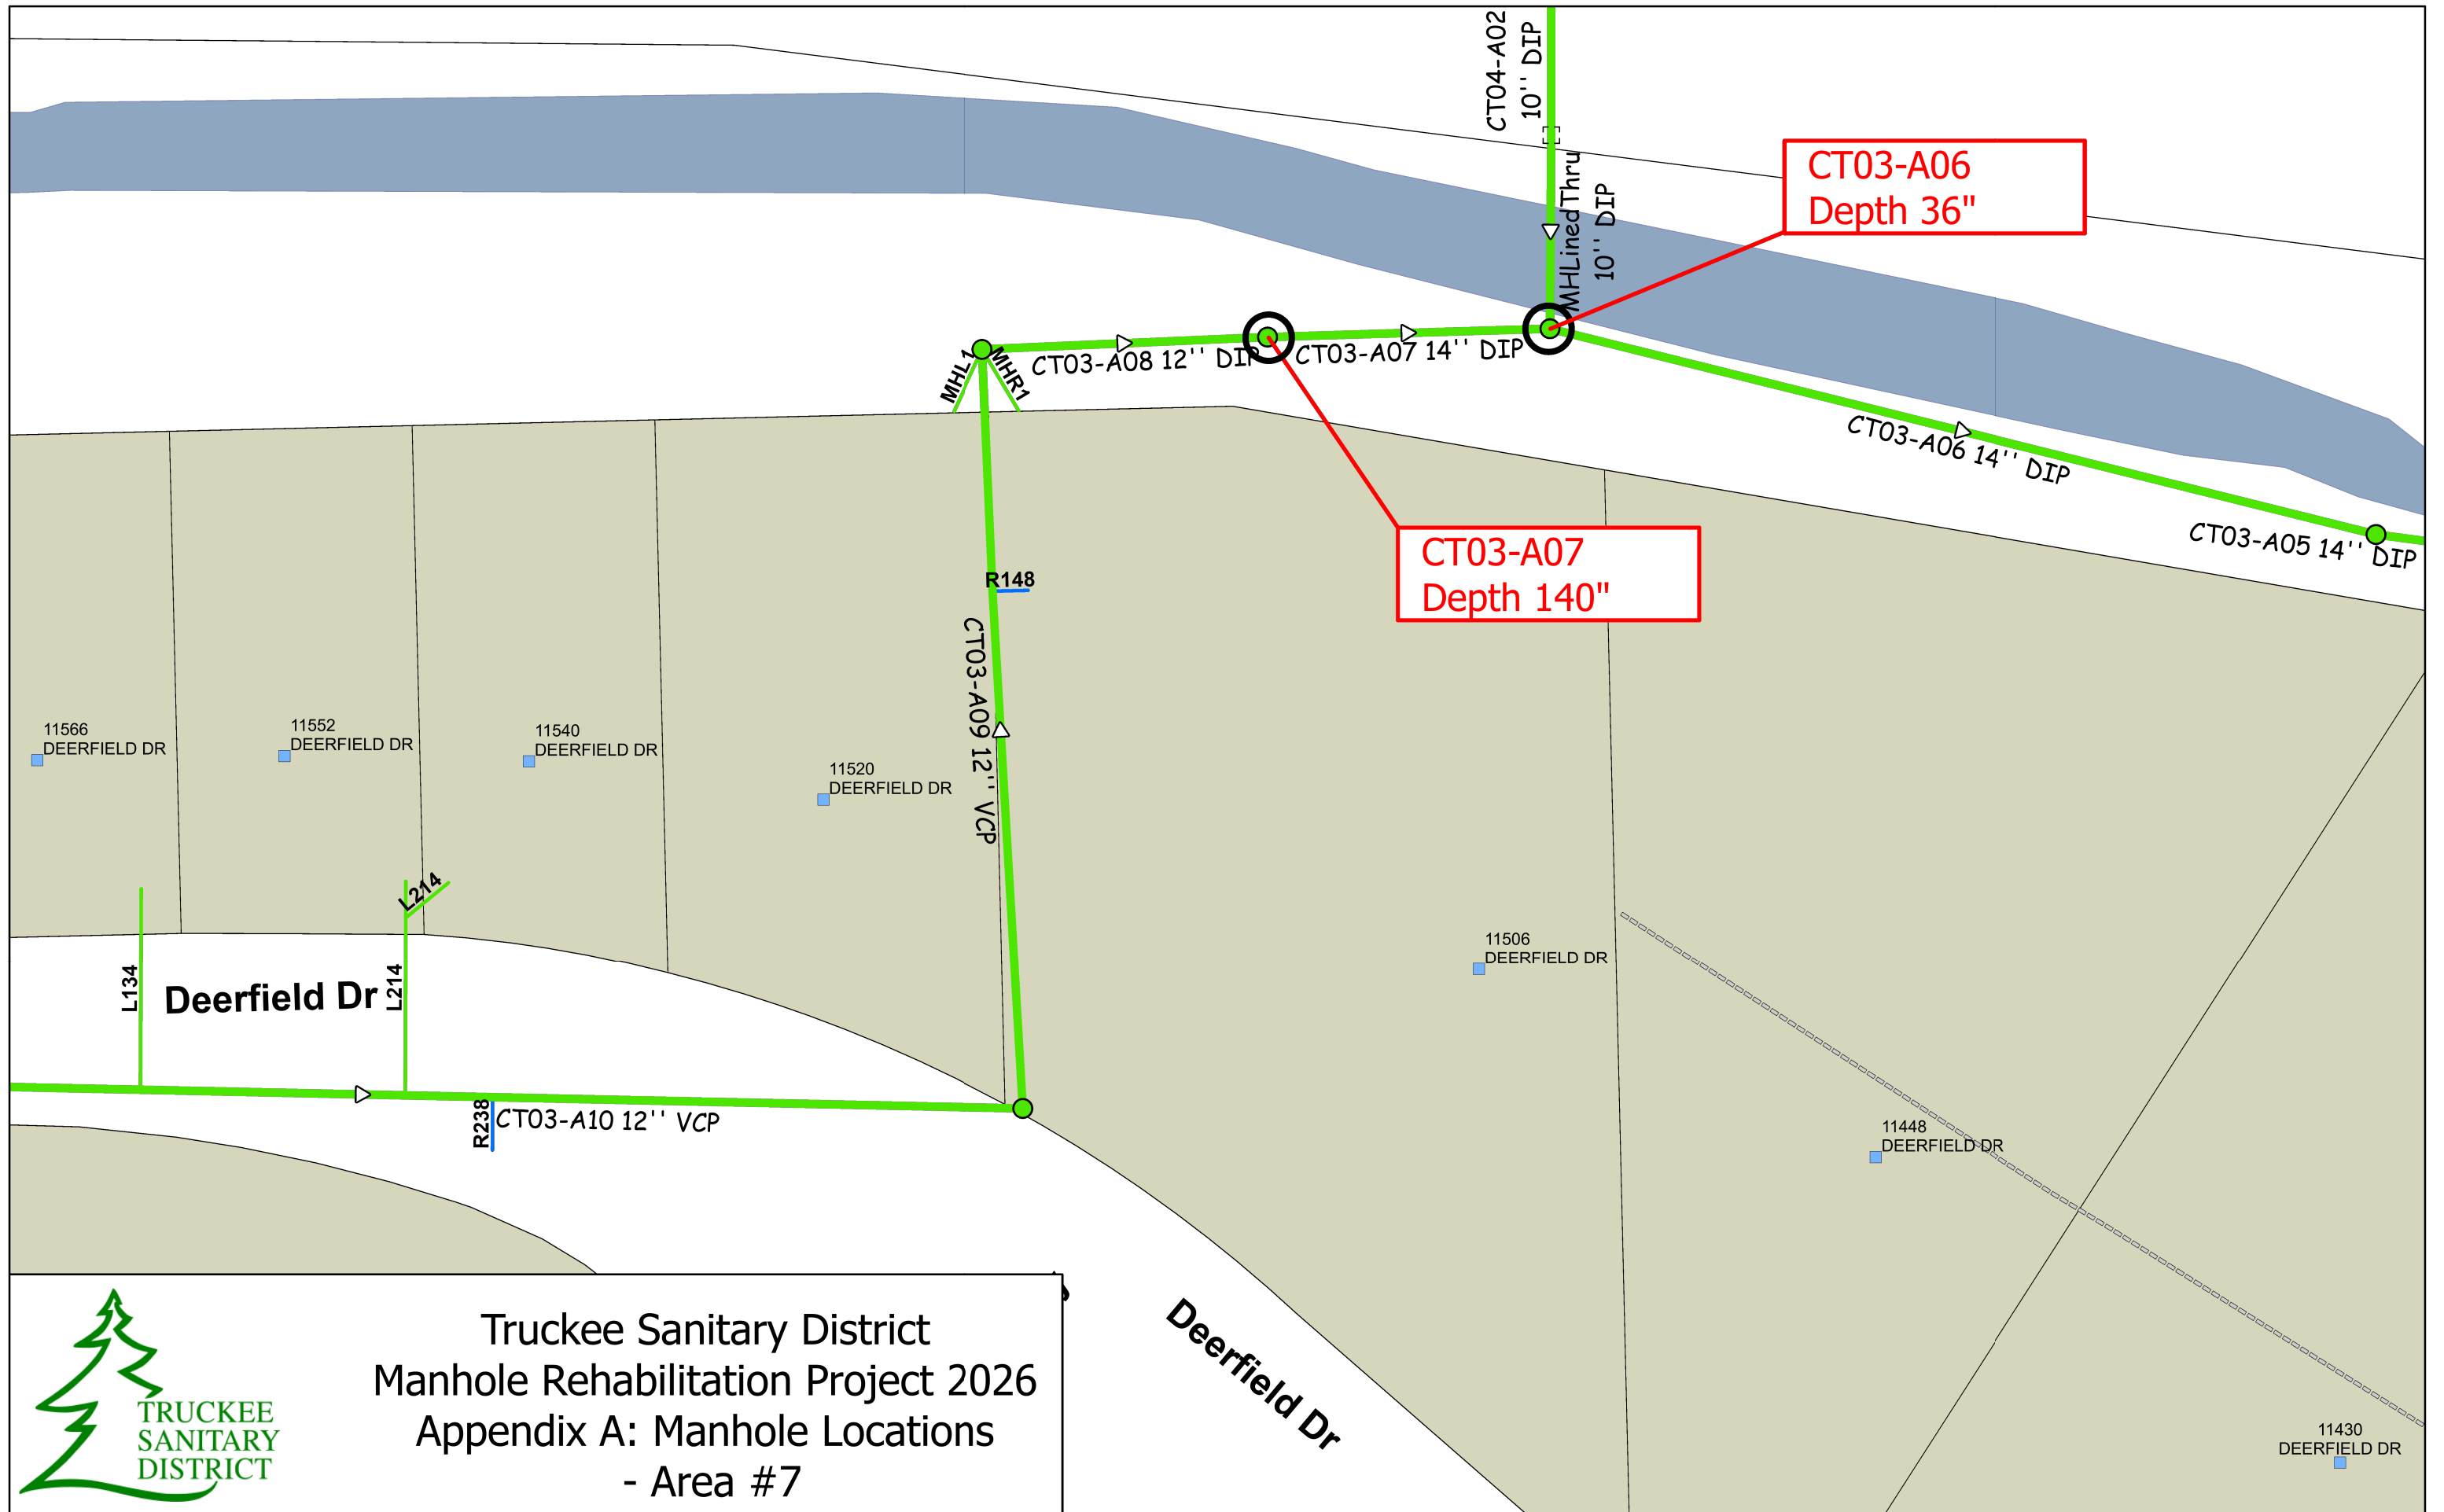 CT04-A02
10'' DIP
MHLinedThru
10'' DIP
CT03-A06
Depth 36"
MHL1
MHR1
CT03-A08 12'' DIP
CT03-A07 14'' DIP
CT03-A06 14'' DIP
CT03-A05 14'' DIP
CT03-A07
Depth 140"
R148
CT03-A09 12'' VCP
11566
DEERFIELD DR
11552
DEERFIELD DR
11540
DEERFIELD DR
11520
DEERFIELD DR
L214
L134
Deerfield Dr
L214
11506
DEERFIELD DR
R238
CT03-A10 12'' VCP
11448
DEERFIELD DR
Deerfield Dr
11430
DEERFIELD DR
TRUCKEE
SANITARY
DISTRICT
Truckee Sanitary District
Manhole Rehabilitation Project 2026
Appendix A: Manhole Locations
- Area #7